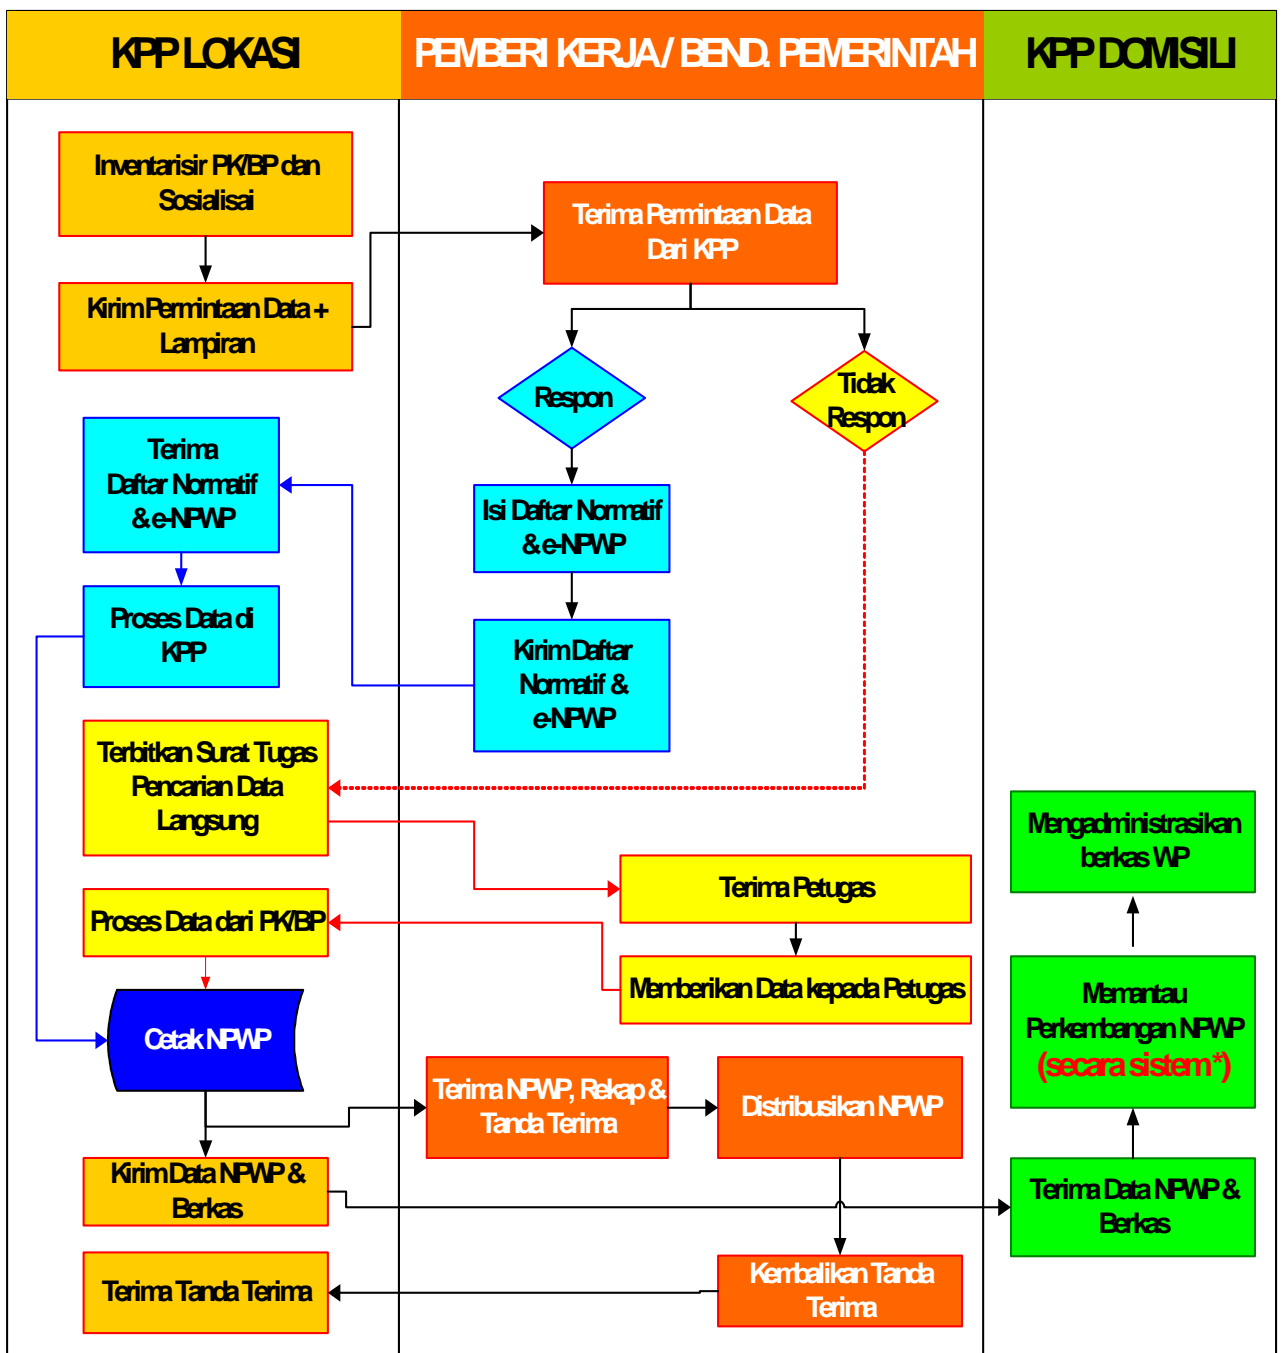 KPP LOKASI
PEMBERI KERJA / BEND. PEMERINTAH
KPP DOMISILI
Inventarisir PK/BP dan
Sosialisai
Kirim Permintaan Data +
Lampiran
Terima Permintaan Data
Dari KPP
Respon
Tidak
Respon
Terima
Daftar Normatif
& e-NPWP
Isi Daftar Normatif
& e-NPWP
Proses Data di
KPP
Kirim Daftar
Normatif &
e-NPWP
Terbitkan Surat Tugas
Pencarian Data
Langsung
Terima Petugas
Proses Data dari PK/BP
Memberikan Data kepada Petugas
Cetak NPWP
Terima NPWP, Rekap &
Tanda Terima
Distribusikan NPWP
Kirim Data NPWP &
Berkas
Terima Tanda Terima
Kembalikan Tanda
Terima
Mengadministrasikan
berkas WP
Memantau
Perkembangan NPWP
(secara sistem*)
Terima Data NPWP &
Berkas